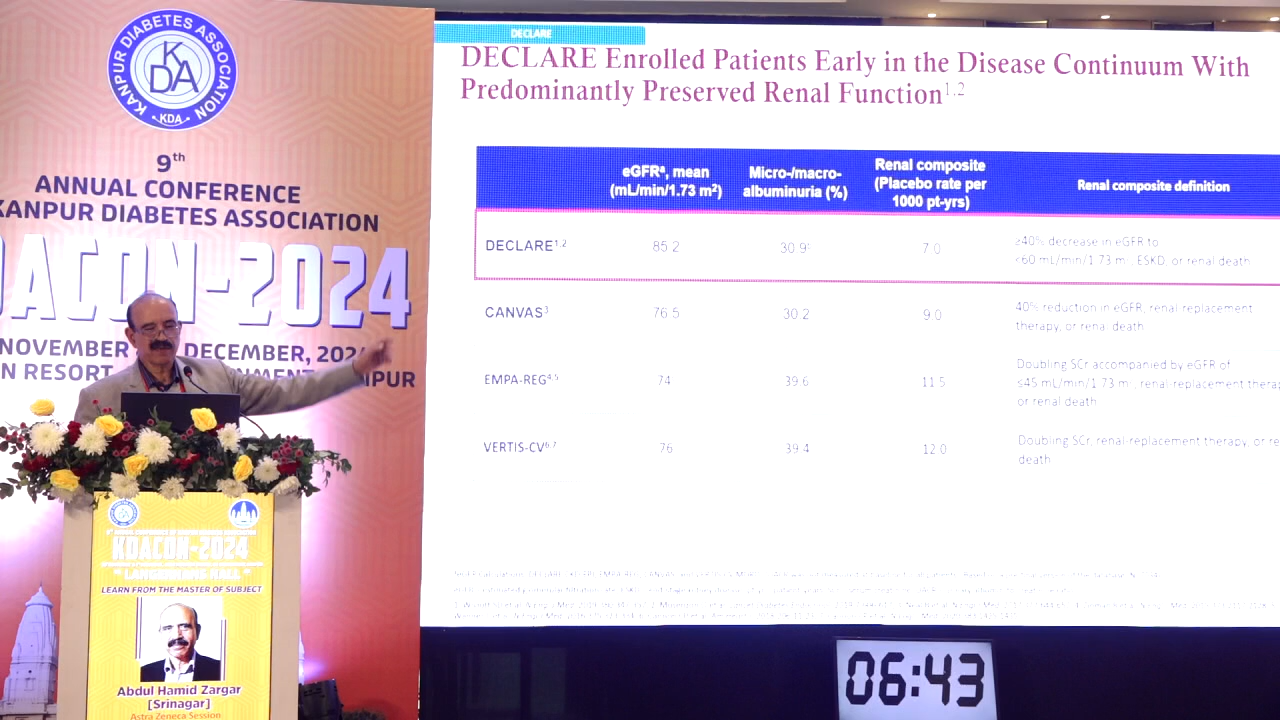 KANPUR DIABETES ASSOCIATION
KDA
KDA
9th
ANNUAL CONFERENCE
KANPUR DIABETES ASSOCIATION
DACON-2024
NOVEMBER DECEMBER, 202
N RESORT PUR
KDACON-2024
LEARN FROM THE MASTER OF SUBJECT
Abdul Hamid Zargar
[Srinagar]
Astra Zeneca Session
DECLARE
DECLARE Enrolled Patients Early in the Disease Continuum With
Predominantly Preserved Renal Function1,2
eGFRa, mean
(mL/min/1.73 m2)
Micro-/macro-
albuminuria (%)
Renal composite
(Placebo rate per
1000 pt-yrs)
Renal composite definition
DECLARE1,2 85.2 30.9 7.0
≥40% decrease in eGFR to
<60 mL/min/1.73 m2, ESKD, or renal death
CANVAS3 76.5 30.2 9.0
40% reduction in eGFR, renal-replacement
therapy, or renal death
EMPA-REG4,5 74 39.6 11.5
Doubling SCr accompanied by eGFR of
≤45 mL/min/1.73 m2, renal-replacement therap
or renal death
VERTIS-CV6,7 76 39.4 12.0
Doubling SCr, renal-replacement therapy, or re
death
06:43